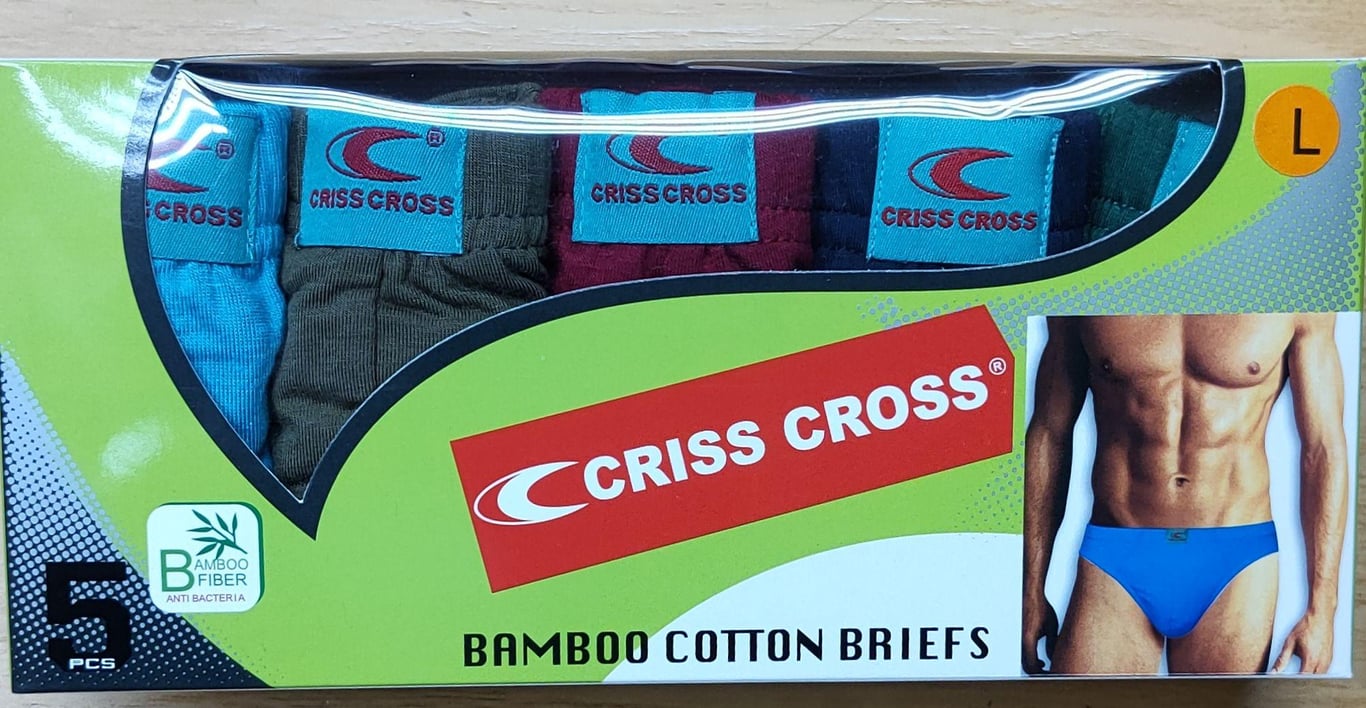 L
® 
CROSS
®
CRISS CROSS
CRISS CROSS
CRISS CROSS
CRISS CROSS®
BAMBOO
FIBER
ANTI BACTERIA
5
PCS
BAMBOO COTTON BRIEFS